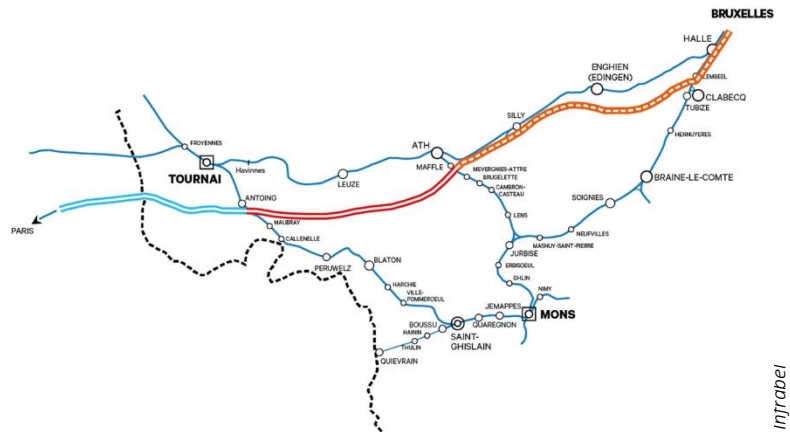 BRUXELLES
HALLE
LEMBEEL
ENGHIEN
(EDINGEN)
CLABECQ
TUBIZE
SILLY
HENNUYERES
FROYENNES
ATH
MAFFLE
Havinnes
TOURNAI
LEUZE
MEVERGNIES-ATTRE
BRUGELETTE
CAMBRON-
CASTEAU
BRAINE-LE-COMTE
SOIGNIES
ANTOING
LENS
PARIS
MAUBRAY
CALLENELLE
NEUFVILLES
MASNUY-SAINT-PIERRE
JURBISE
PERUWELZ
BLATON
ERBISOEUL
HARCHIE
GHLIN
VILLE-
POMMEROEUL
NIMY
JEMAPPES
MONS
QUAREGNON
BOUSSU
HAININ
THULIN
SAINT-
GHISLAIN
QUIEVRAIN
Infrabel